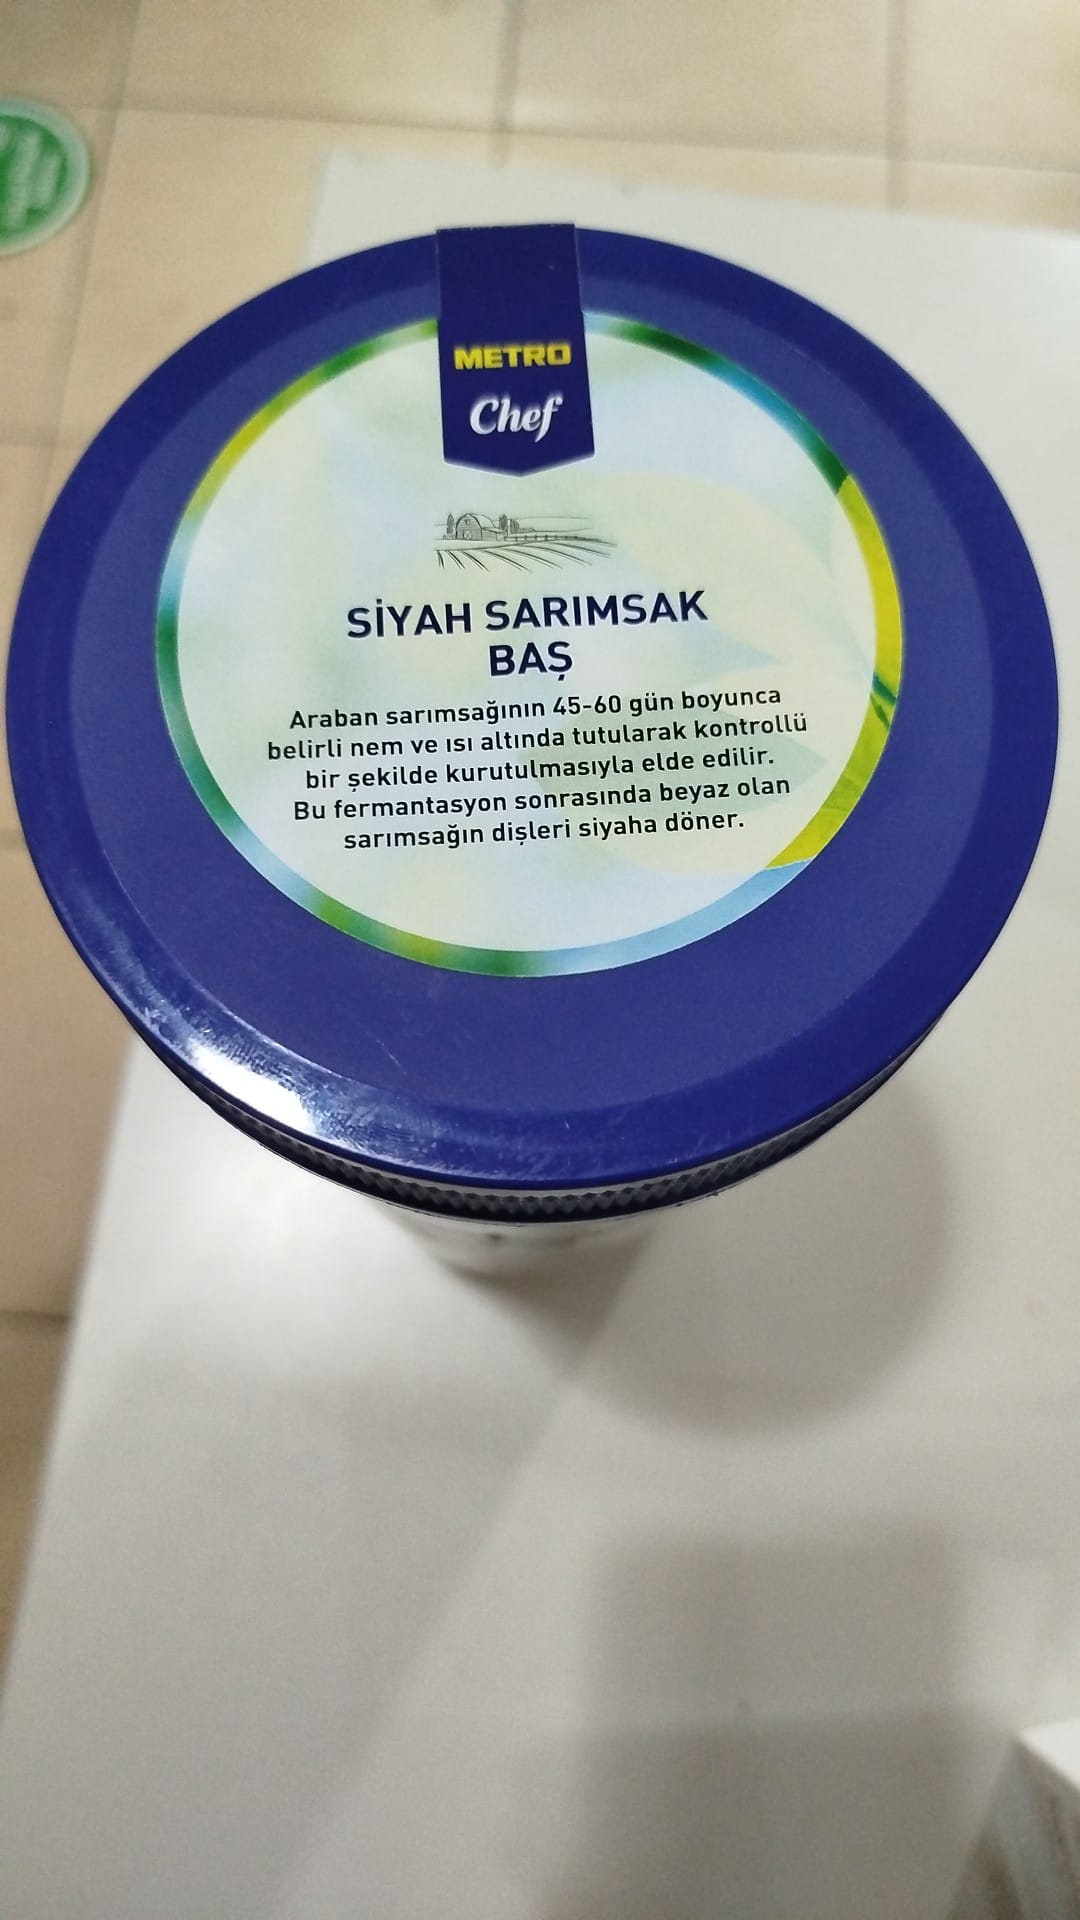 METRO
Chef
SİYAH SARIMSAK
BAŞ
Araban sarımsağının 45-60 gün boyunca
belirli nem ve ısı altında tutularak kontrollü
bir şekilde kurutulmasıyla elde edilir.
Bu fermantasyon sonrasında beyaz olan
sarımsağın dişleri siyaha döner.